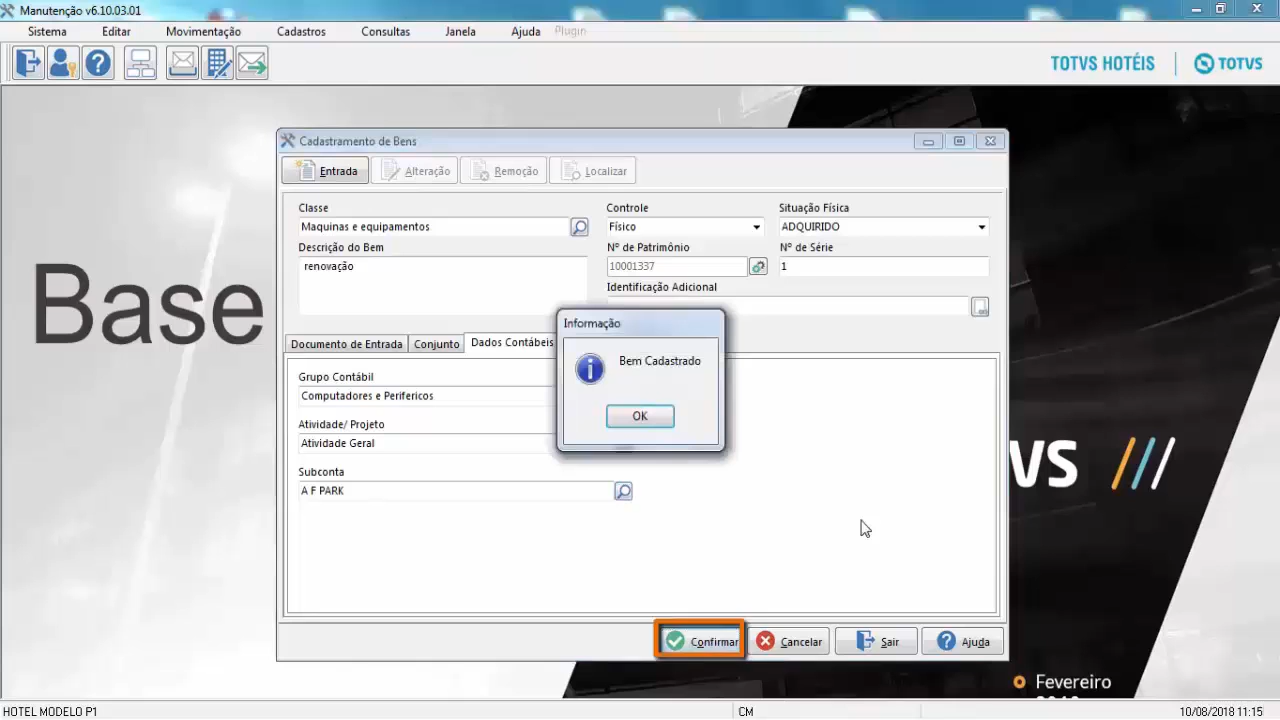 Manutenção v6.10.03.01
Sistema Editar Movimentação Cadastros Consultas Janela Ajuda Plugin
TOTVS HOTÉIS TOTVS
Cadastramento de Bens
Entrada Alteração Remoção Localizar
Classe Controle Situação Física
Maquinas e equipamentos Físico ADQUIRIDO
Descrição do Bem Nº de Patrimônio Nº de Série
renovação 10001337 1
Identificação Adicional
Base
Informação
Bem Cadastrado
OK
Documento de Entrada Conjunto Dados Contábeis
Grupo Contábil
Computadores e Perifericos
Atividade/ Projeto
Atividade Geral
Subconta
A F PARK
VS
Confirmar Cancelar Sair Ajuda
Fevereiro
HOTEL MODELO P1 CM 10/08/2018 11:15